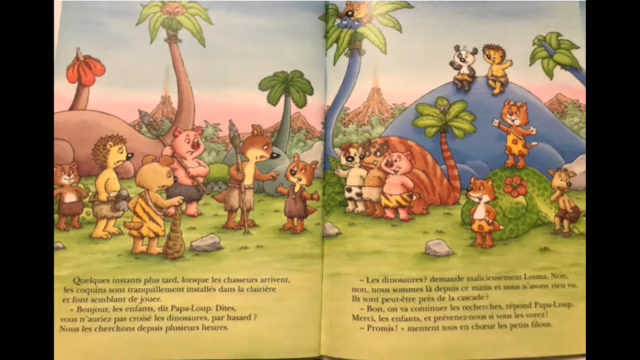 Quelques instants plus tard, lorsque les chasseurs arrivent,
les coquins sont tranquillement installés dans la clairière
et font semblant de jouer.
– Bonjour, les enfants, dit Papa-Loup. Dites,
vous n'auriez pas croisé les dinosaures, par hasard ?
Nous les cherchons depuis plusieurs heures.
– Les dinosaures ? demande malicieusement Louna. Non,
non, nous sommes là depuis ce matin et nous n'avons rien vu.
Ils sont peut-être près de la cascade ?
– Bon, on va continuer les recherches, répond Papa-Loup.
Merci, les enfants, et prévenez-nous si vous les voyez !
– Promis ! » mentent tous en chœur les petits filous.